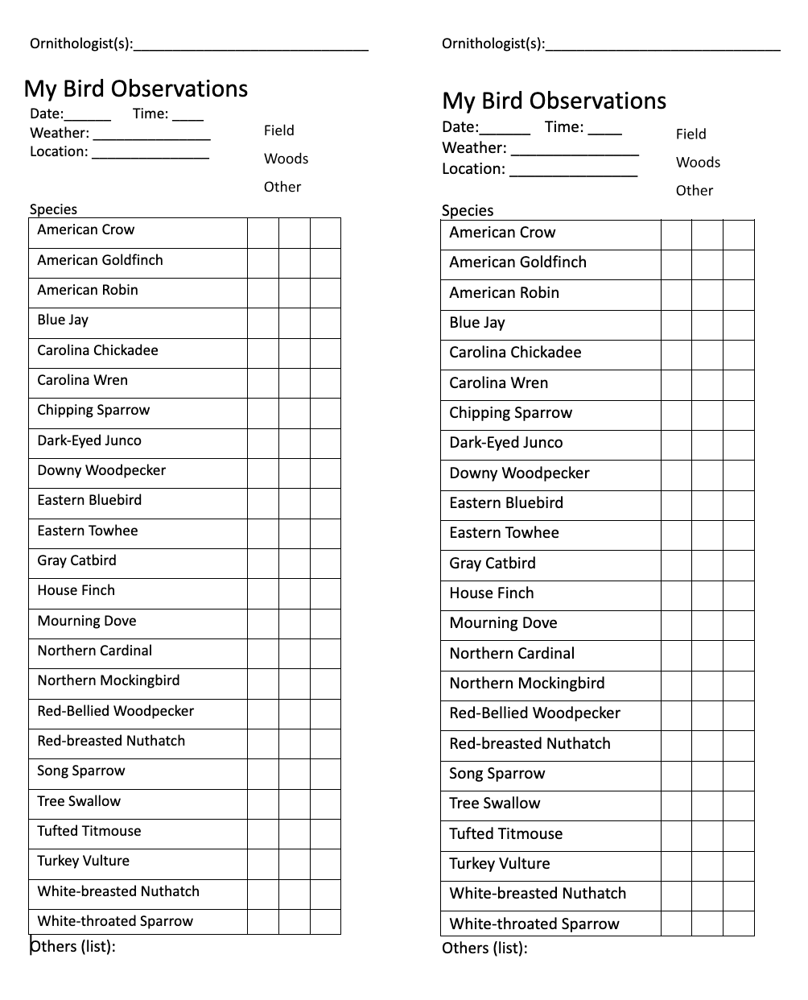 Ornithologist(s):______________________________
My Bird Observations
Date:______ Time: ____
Weather: _______________
Location: _______________
Field
Woods
Other
Species
American Crow
American Goldfinch
American Robin
Blue Jay
Carolina Chickadee
Carolina Wren
Chipping Sparrow
Dark-Eyed Junco
Downy Woodpecker
Eastern Bluebird
Eastern Towhee
Gray Catbird
House Finch
Mourning Dove
Northern Cardinal
Northern Mockingbird
Red-Bellied Woodpecker
Red-breasted Nuthatch
Song Sparrow
Tree Swallow
Tufted Titmouse
Turkey Vulture
White-breasted Nuthatch
White-throated Sparrow
Others (list):
Ornithologist(s):______________________________
My Bird Observations
Date:______ Time: ____
Weather: _______________
Location: _______________
Field
Woods
Other
Species
American Crow
American Goldfinch
American Robin
Blue Jay
Carolina Chickadee
Carolina Wren
Chipping Sparrow
Dark-Eyed Junco
Downy Woodpecker
Eastern Bluebird
Eastern Towhee
Gray Catbird
House Finch
Mourning Dove
Northern Cardinal
Northern Mockingbird
Red-Bellied Woodpecker
Red-breasted Nuthatch
Song Sparrow
Tree Swallow
Tufted Titmouse
Turkey Vulture
White-breasted Nuthatch
White-throated Sparrow
Others (list):